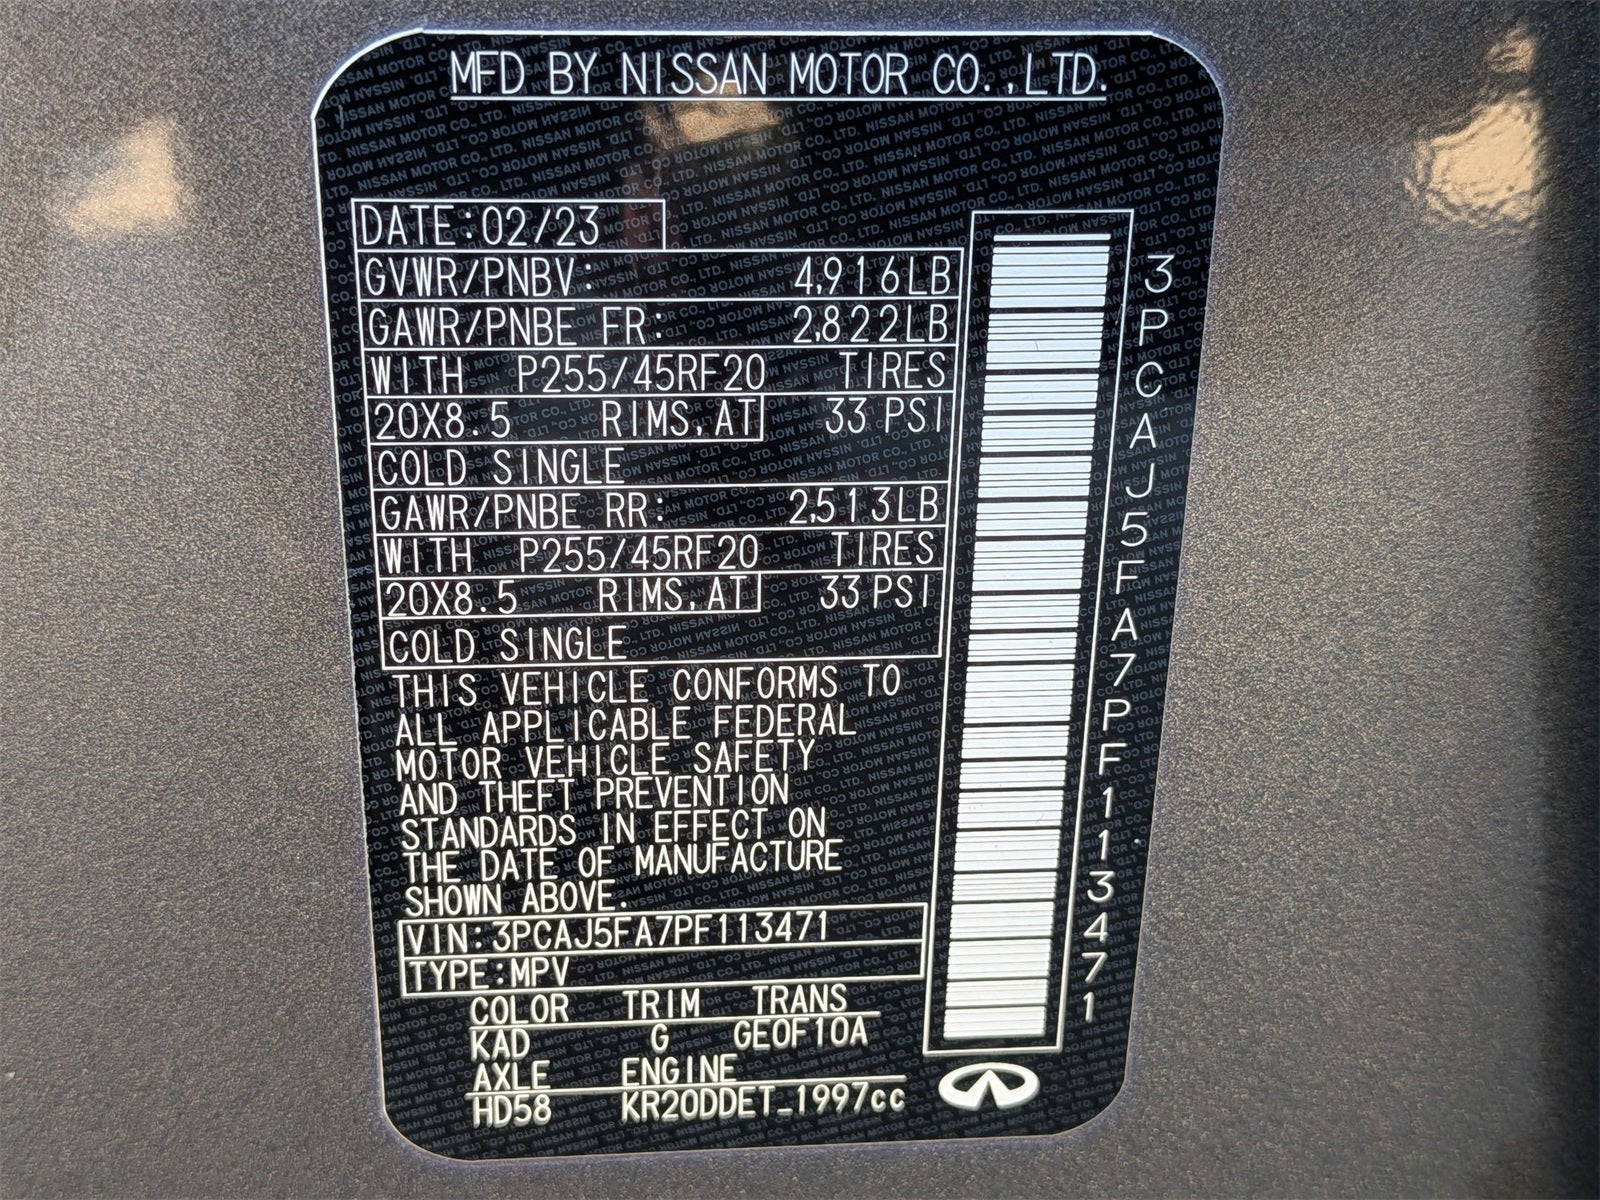 MFD BY NISSAN MOTOR CO.,LTD.
DATE:02/23
GVWR/PNBV: 4,916LB
GAWR/PNBE FR: 2,822LB
WITH P255/45RF20 TIRES
20X8.5 RIMS,AT 33 PSI
COLD SINGLE
GAWR/PNBE RR: 2,513LB
WITH P255/45RF20 TIRES
20X8.5 RIMS,AT 33 PSI
COLD SINGLE
THIS VEHICLE CONFORMS TO
ALL APPLICABLE FEDERAL
MOTOR VEHICLE SAFETY
AND THEFT PREVENTION
STANDARDS IN EFFECT ON
THE DATE OF MANUFACTURE
SHOWN ABOVE.
VIN:3PCAJ5FA7PF113471
TYPE:MPV
COLOR TRIM TRANS
KAD G GE0F10A
AXLE ENGINE
HD58 KR20DDET_1997cc
3PCAJ5FA7PF113471